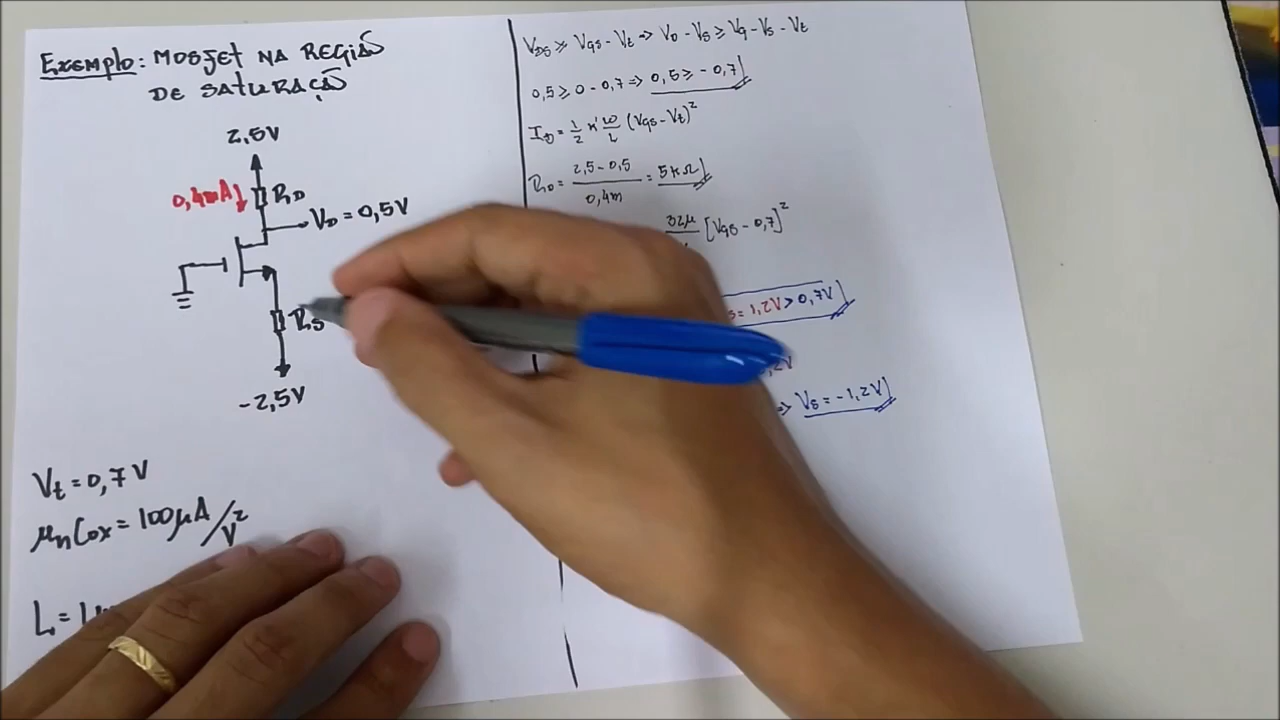 Exemplo: MOSfet NA REGIÃO
DE SATURAÇÃO
2,5V
0,4mA
RD
VD = 0,5V
RS
-2,5V
Vt = 0,7V
μnCox = 100μA/V²
L = 1
VDS ≥ VGS - Vt ⇒ VD - VS ≥ VG - VS - Vt
0,5 ≥ 0 - 0,7 ⇒ 0,5 ≥ -0,7
ID = 1/2 k' W/L (VGS - Vt)²
RD = 2,5 - 0,5 / 0,4m = 5kΩ
32μ [VGS - 0,7]²
S = 1,2V > 0,7V
,2V
⇒ VS = -1,2V